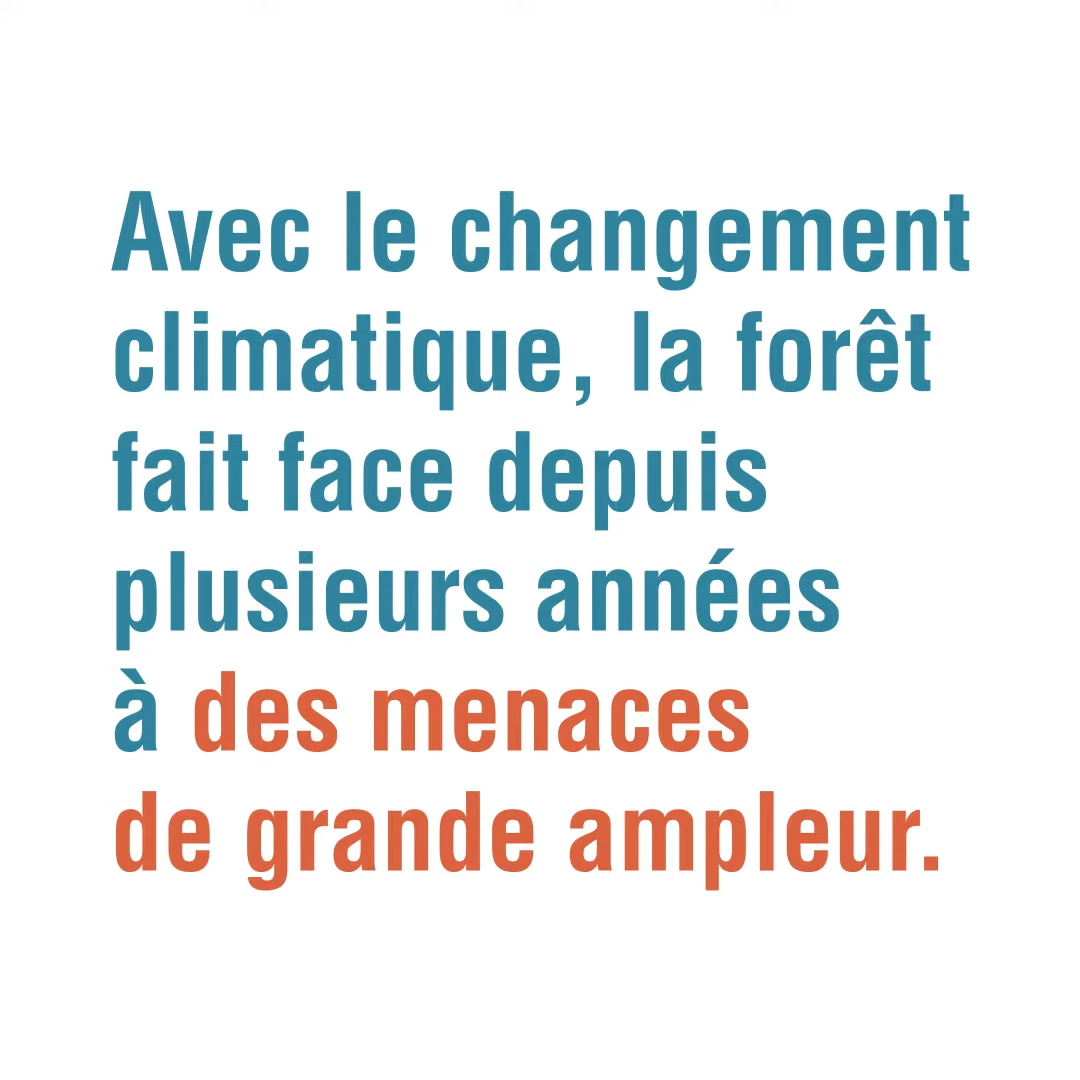 Avec le changement
climatique, la forêt
fait face depuis
plusieurs années
à des menaces
de grande ampleur.